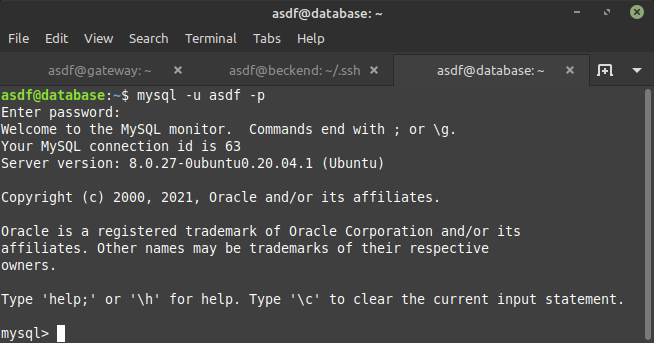 asdf@database: ~
File Edit View Search Terminal Tabs Help
asdf@gateway: ~ asdf@beckend: ~/.ssh asdf@database: ~
asdf@database:~$ mysql -u asdf -p
Enter password:
Welcome to the MySQL monitor.  Commands end with ; or \g.
Your MySQL connection id is 63
Server version: 8.0.27-0ubuntu0.20.04.1 (Ubuntu)
Copyright (c) 2000, 2021, Oracle and/or its affiliates.
Oracle is a registered trademark of Oracle Corporation and/or its
affiliates. Other names may be trademarks of their respective
owners.
Type 'help;' or '\h' for help. Type '\c' to clear the current input statement.
mysql>